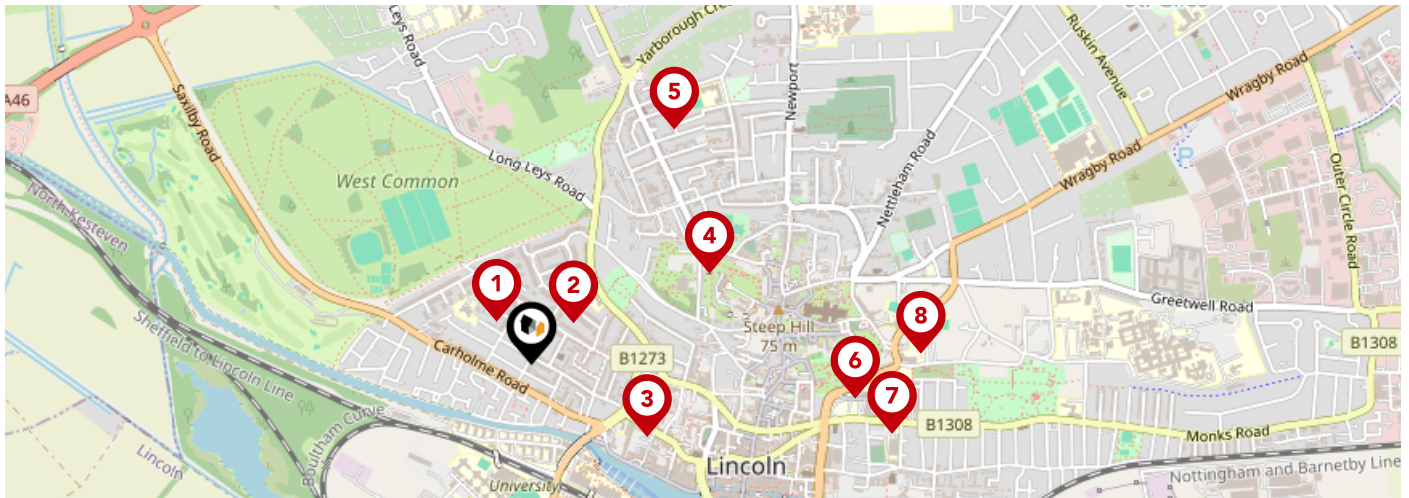 Leys Road
Yarborough Cres
Ruskin Avenue
A46
Saxilby Road
5
Newport
Wragby Road
Long Leys Road
Wragby Road
P
West Common
Nettleham Road
Outer Circle Road
North Kesteven
4
1
2
Greetwell Road
Steep Hill
75 m
8
Sheffield to Lincoln Line
Carholme Road
B1273
B1308
6
3
7
B1308
Boultham Curve
Monks Road
Lincoln
Lincoln
University
Nottingham and Barnetby Line